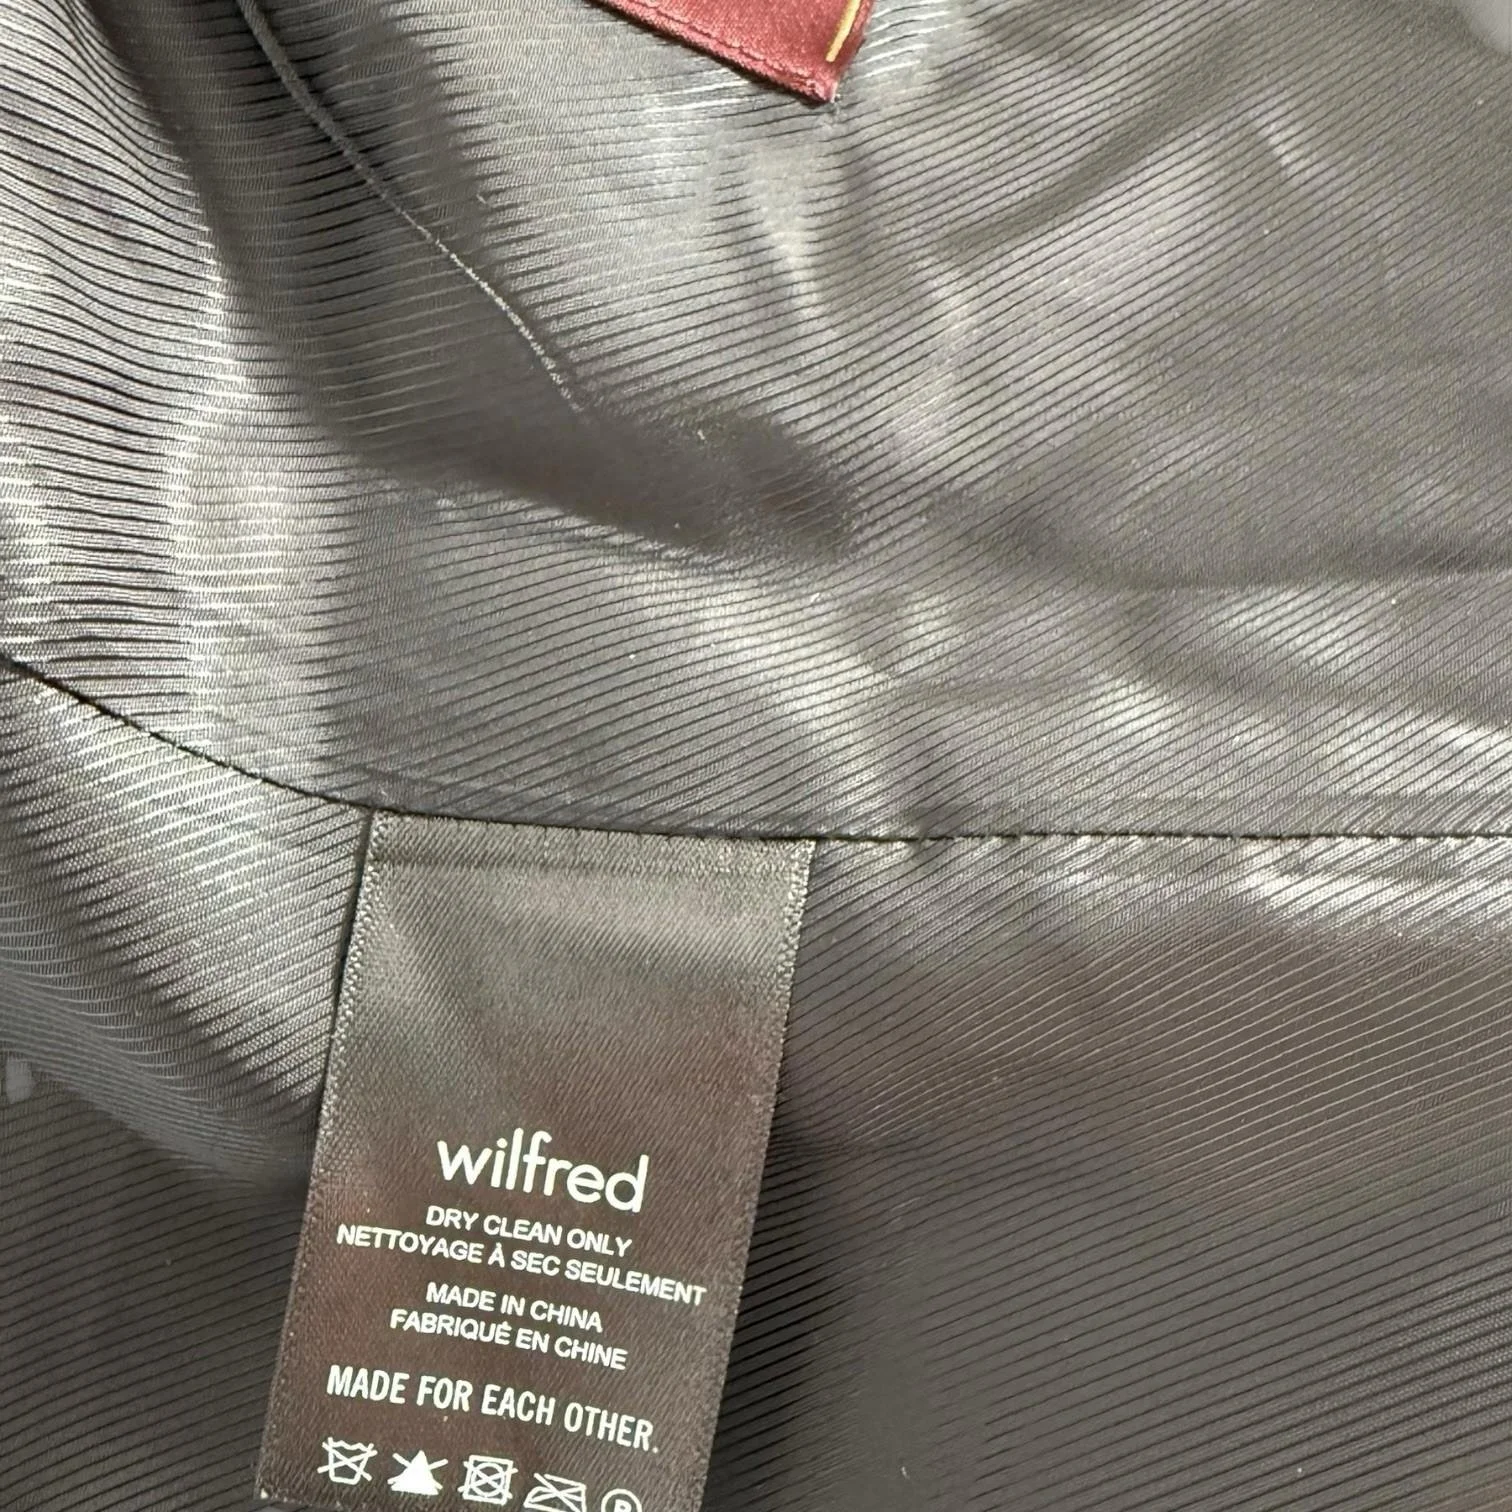 wilfred
DRY CLEAN ONLY
NETTOYAGE À SEC SEULEMENT
MADE IN CHINA
FABRIQUÉ EN CHINE
MADE FOR EACH OTHER.
P